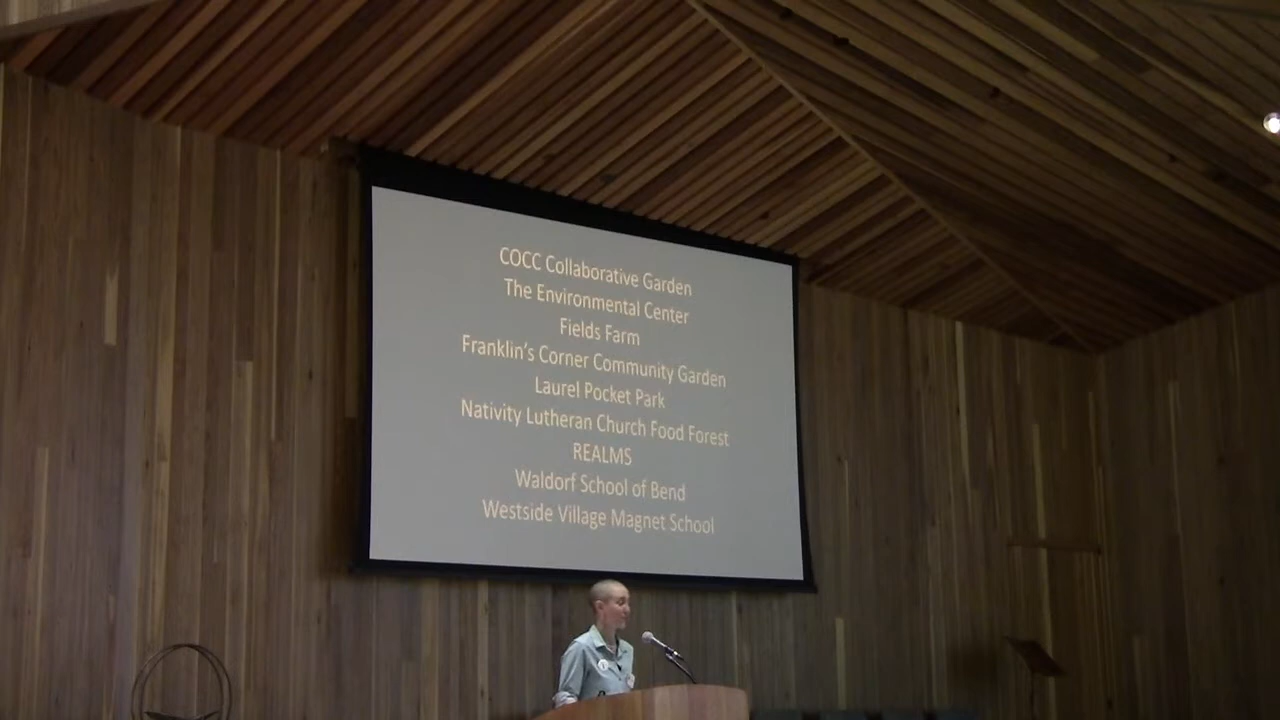 COCC Collaborative Garden
The Environmental Center
Fields Farm
Franklin's Corner Community Garden
Laurel Pocket Park
Nativity Lutheran Church Food Forest
REALMS
Waldorf School of Bend
Westside Village Magnet School